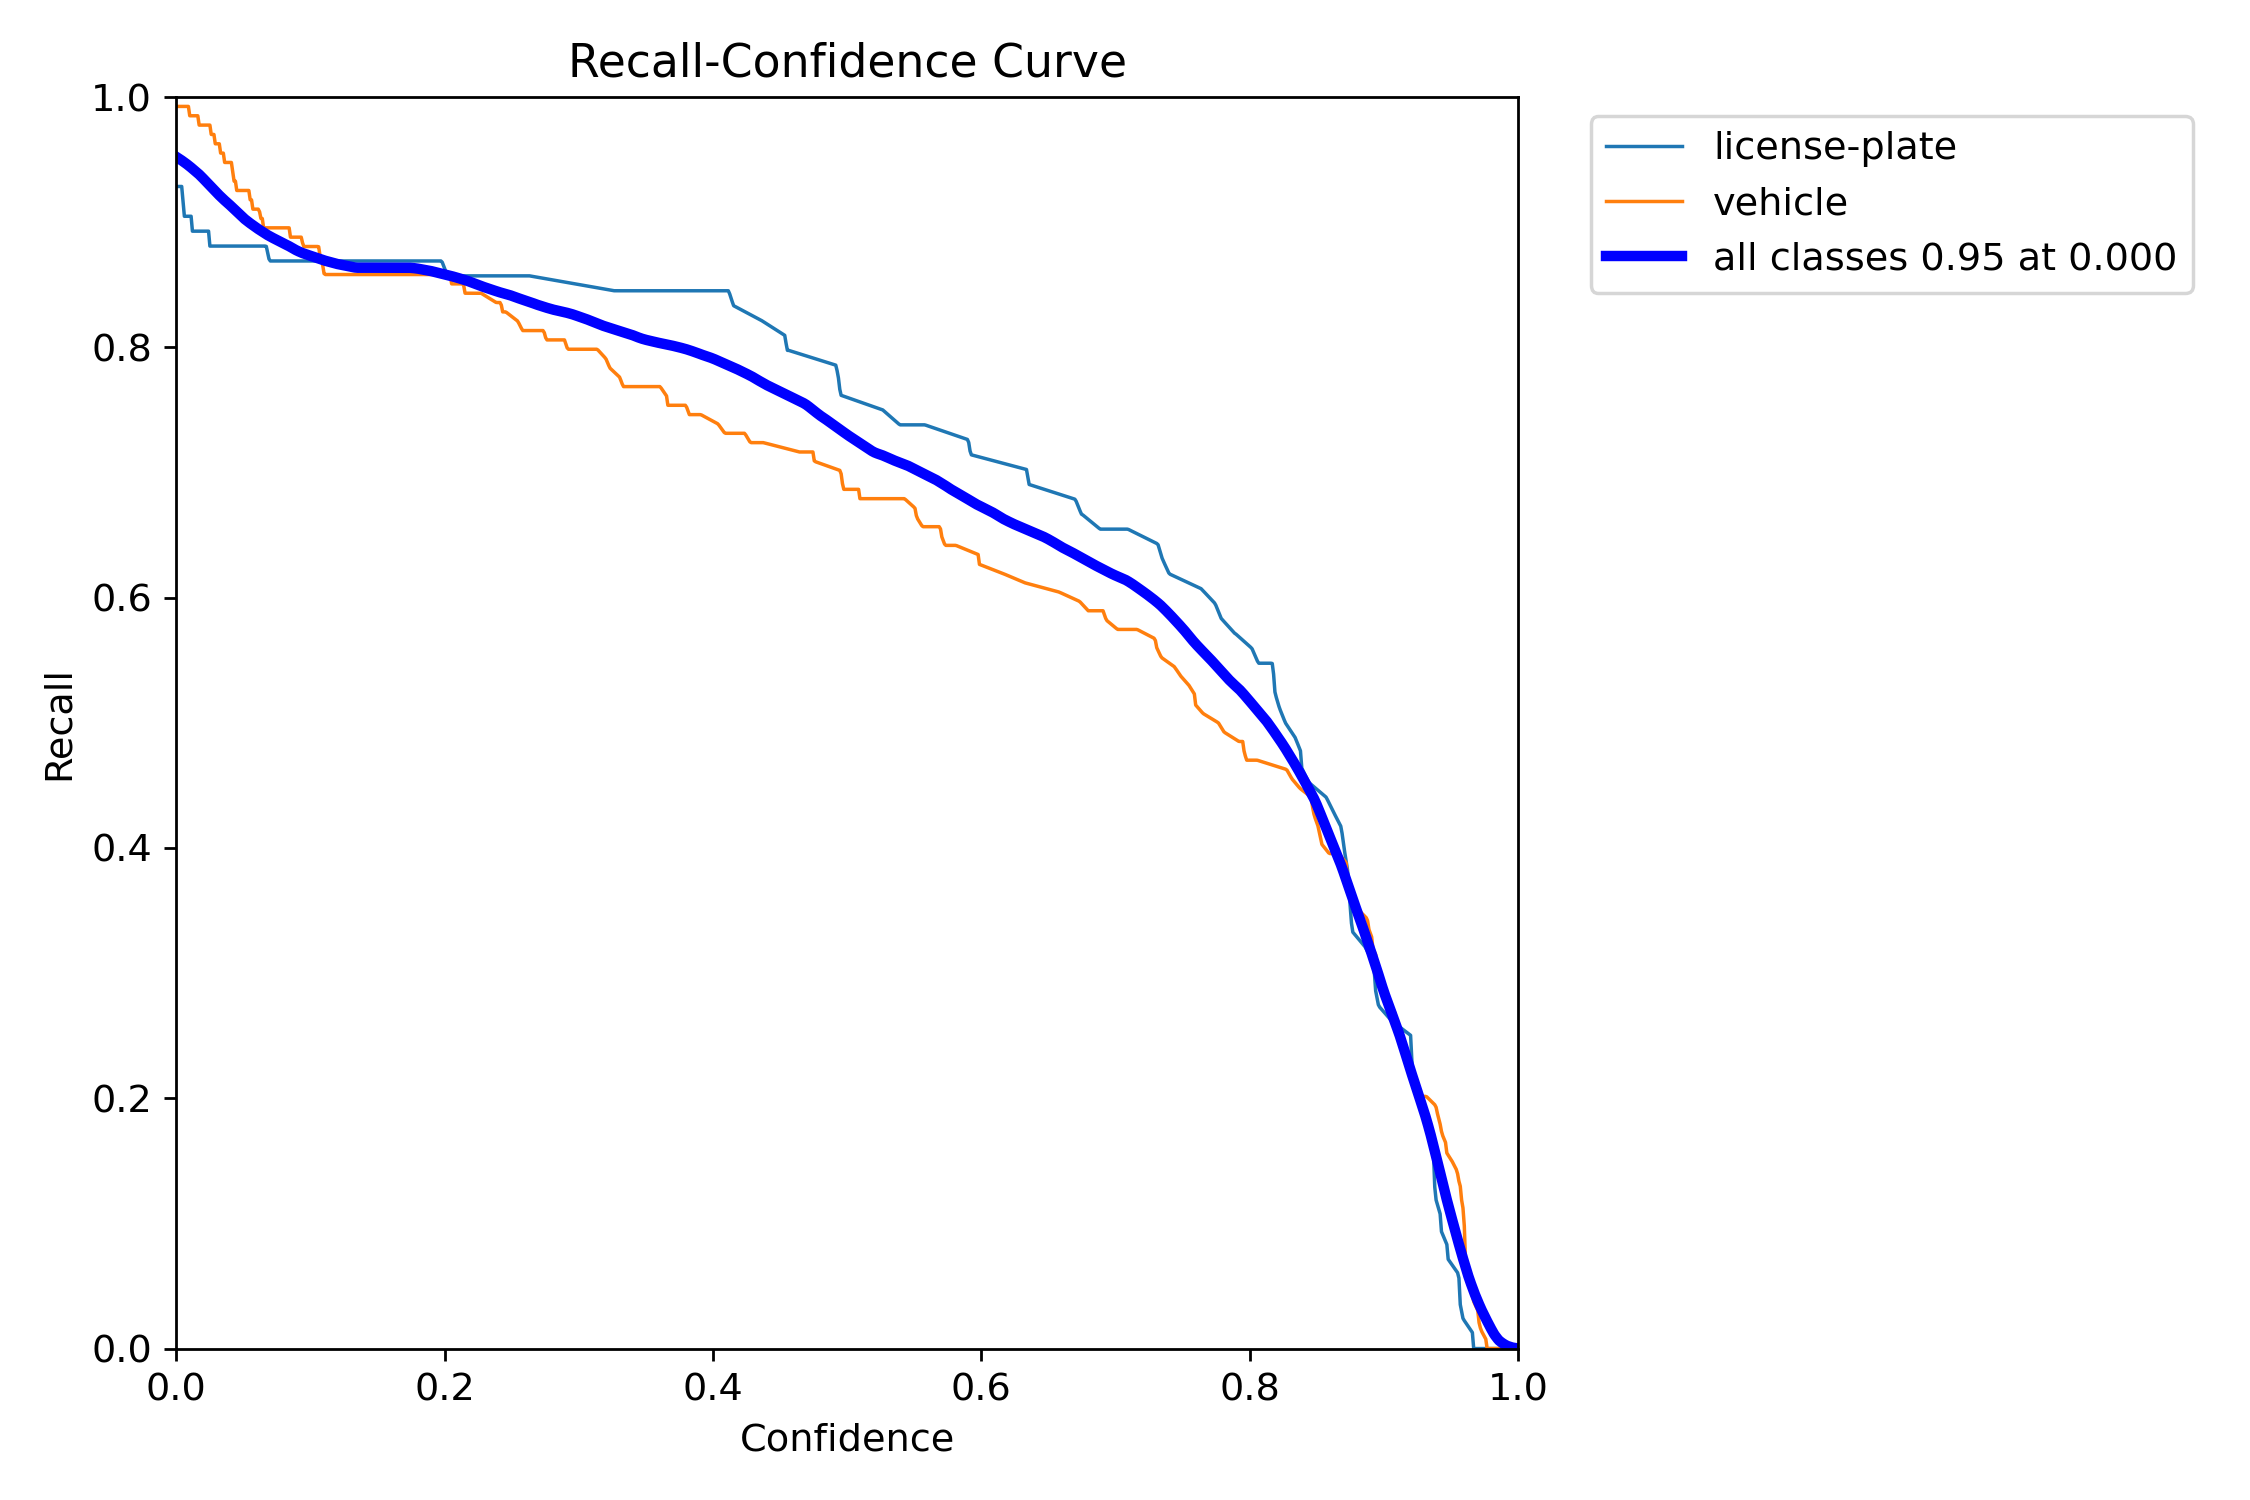 Recall-Confidence Curve
1.0
0.8
0.6
0.4
0.2
0.0
Recall
0.0 0.2 0.4 0.6 0.8 1.0
Confidence
license-plate
vehicle
all classes 0.95 at 0.000